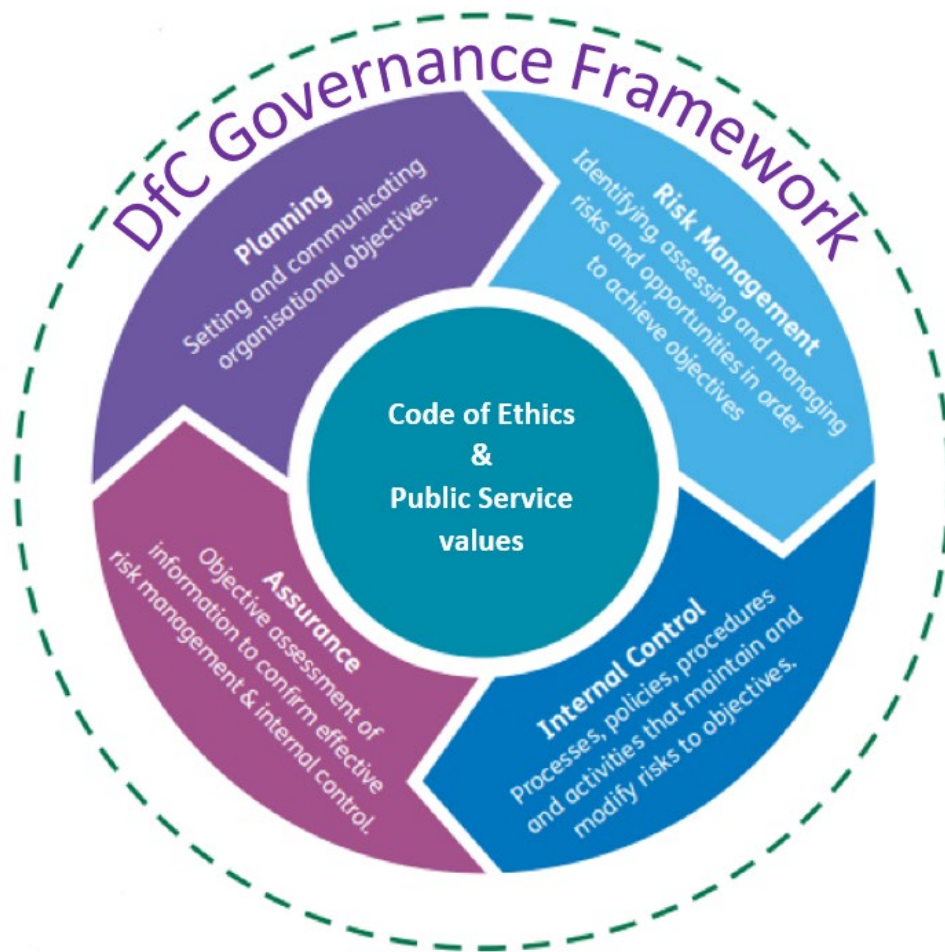 DfC Governance Framework
Planning
Setting and communicating
organisational objectives.
Risk Management
Identifying, assessing and managing
risks and opportunities in order
to achieve objectives
Internal Control
Processes, policies, procedures
and activities that maintain and
modify risks to objectives.
Assurance
Objective assessment of
information to confirm effective
risk management & internal control.
Code of Ethics
&
Public Service
values